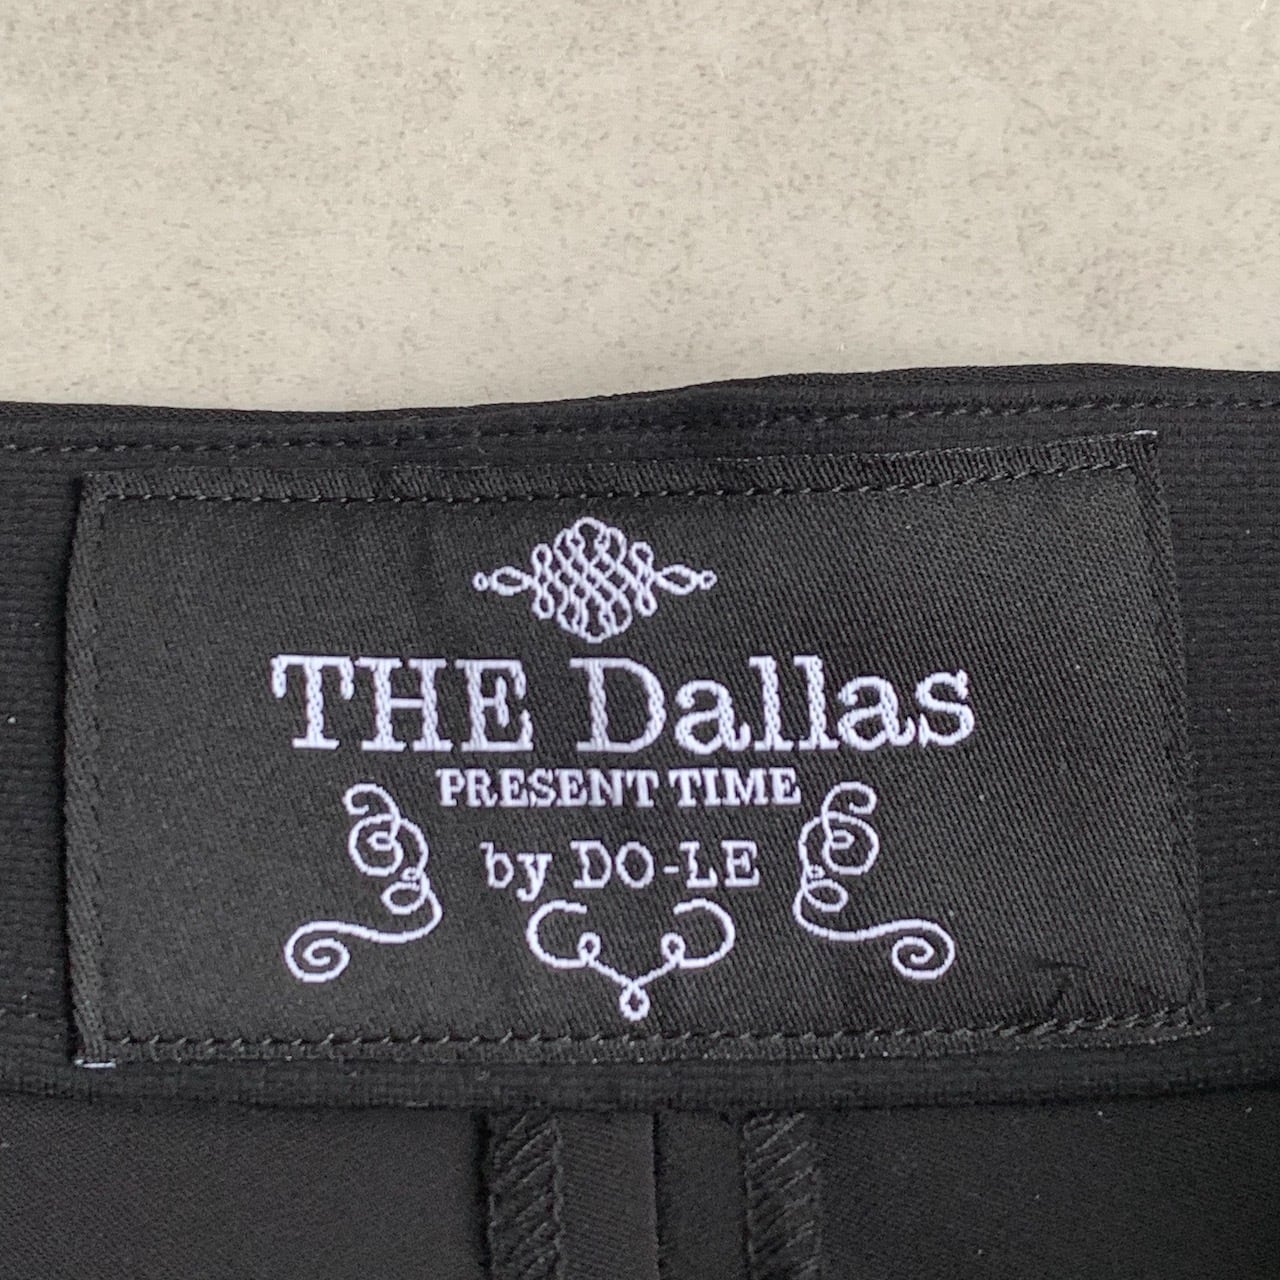 THE Dallas
PRESENT TIME
by DO-LE